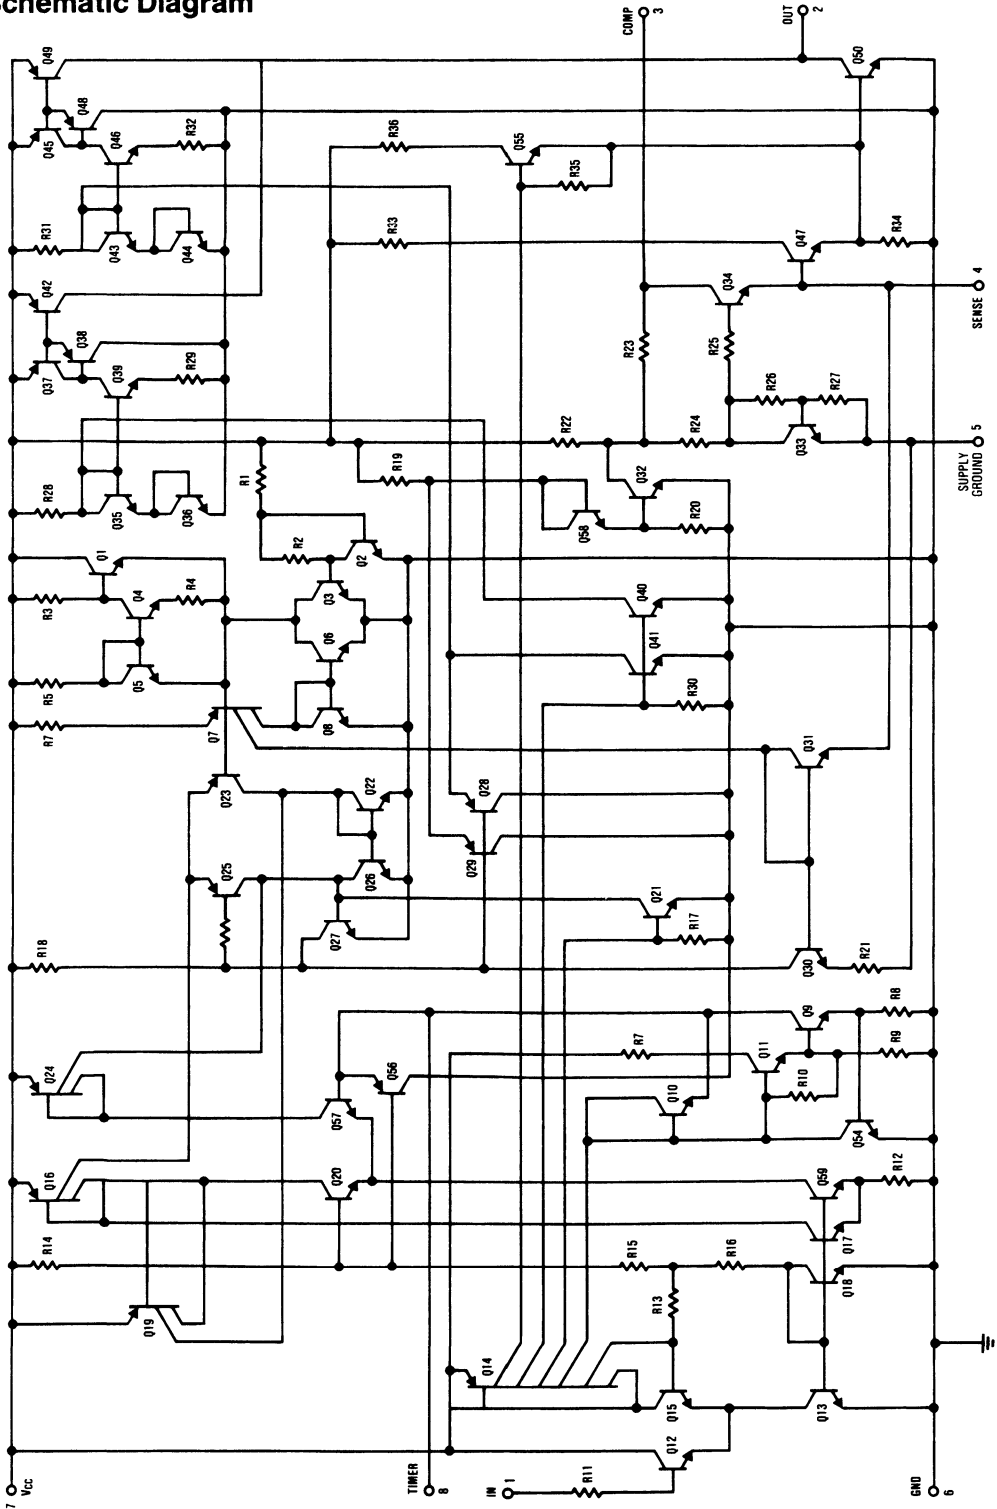 Schematic Diagram
COMP
3
OUT
2
Q49
Q48
Q45
Q46
R32
R36
Q55
R35
Q50
R31
Q43
Q44
R33
Q47
R34
Q42
Q34
SENSE
4
Q38
Q37
Q39
R29
R23
R25
R26
R27
Q33
R22
R24
SUPPLY
GROUND
5
R28
Q35
Q36
R1
R19
Q32
Q58
R20
Q1
R2
Q2
R3
Q4
R4
Q3
Q40
Q6
Q41
R5
Q5
R30
R7
Q7
Q8
Q31
Q23
Q22
Q28
Q29
Q25
Q26
Q21
R17
Q27
R18
Q30
R21
Q9
R8
Q24
Q56
Q57
R7
Q11
R9
R10
Q10
Q54
Q16
Q20
Q59
R12
Q17
R14
R15
R16
Q18
R13
Q19
Q14
Q15
Q13
Q12
R11
7
VCC
TIMER
8
IN
1
GND
6